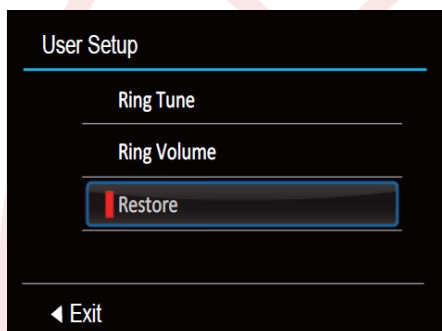 User Setup
Ring Tune
Ring Volume
Restore
Exit